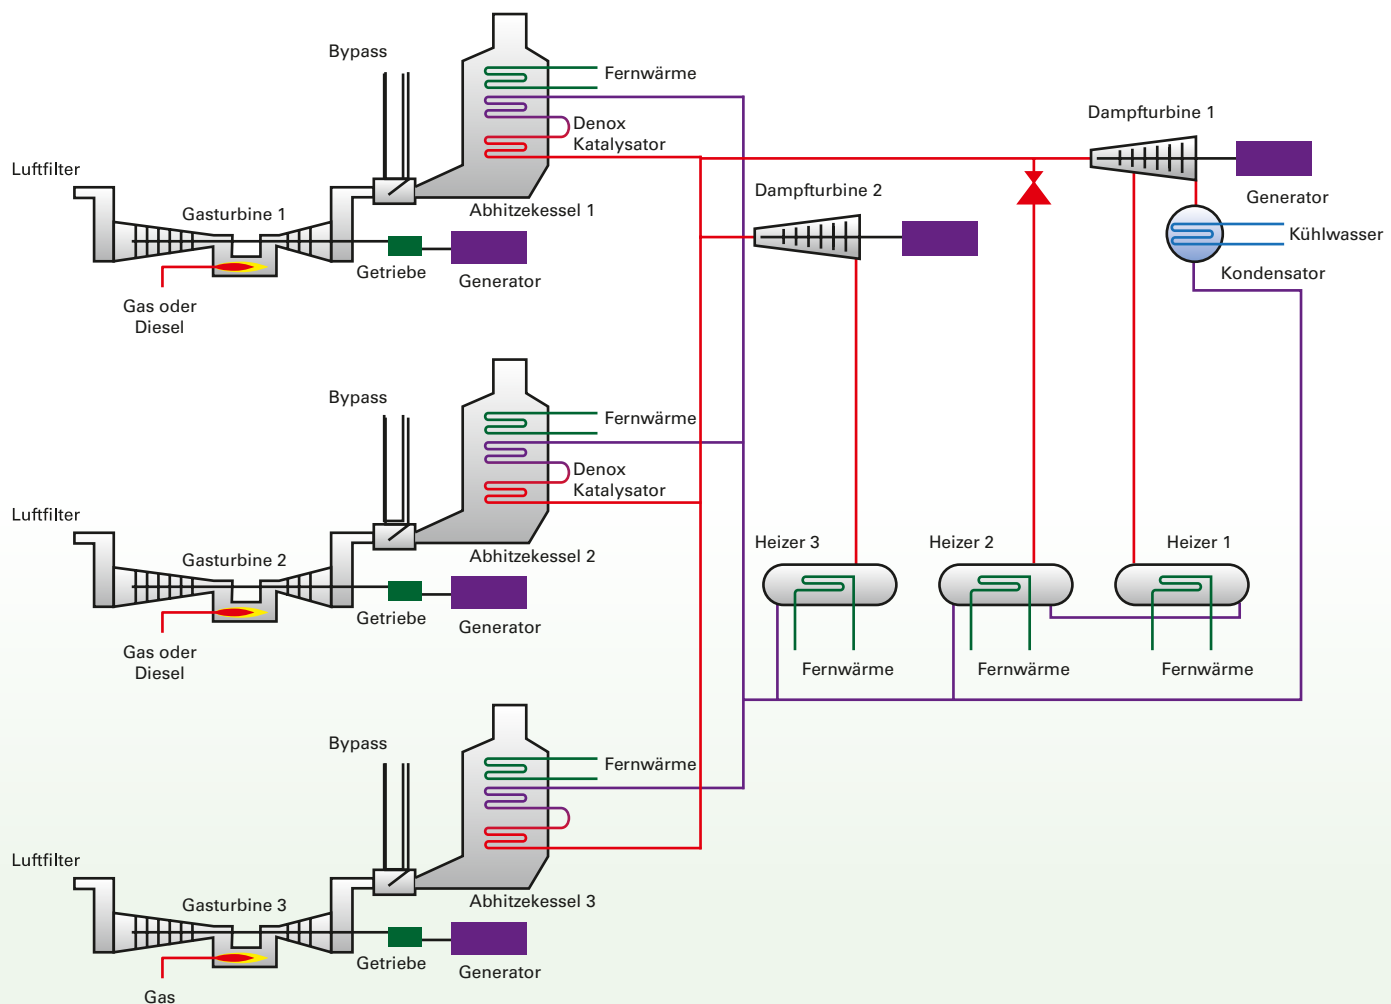 Bypass
Fernwärme
Denox
Katalysator
Dampfturbine 1
Luftfilter
Gasturbine 1
Abhitzekessel 1
Dampfturbine 2
Generator
Kühlwasser
Kondensator
Getriebe
Generator
Gas oder
Diesel
Bypass
Fernwärme
Denox
Katalysator
Luftfilter
Gasturbine 2
Abhitzekessel 2
Heizer 3
Heizer 2
Heizer 1
Getriebe
Generator
Gas oder
Diesel
Fernwärme
Fernwärme
Fernwärme
Bypass
Fernwärme
Luftfilter
Gasturbine 3
Abhitzekessel 3
Getriebe
Generator
Gas